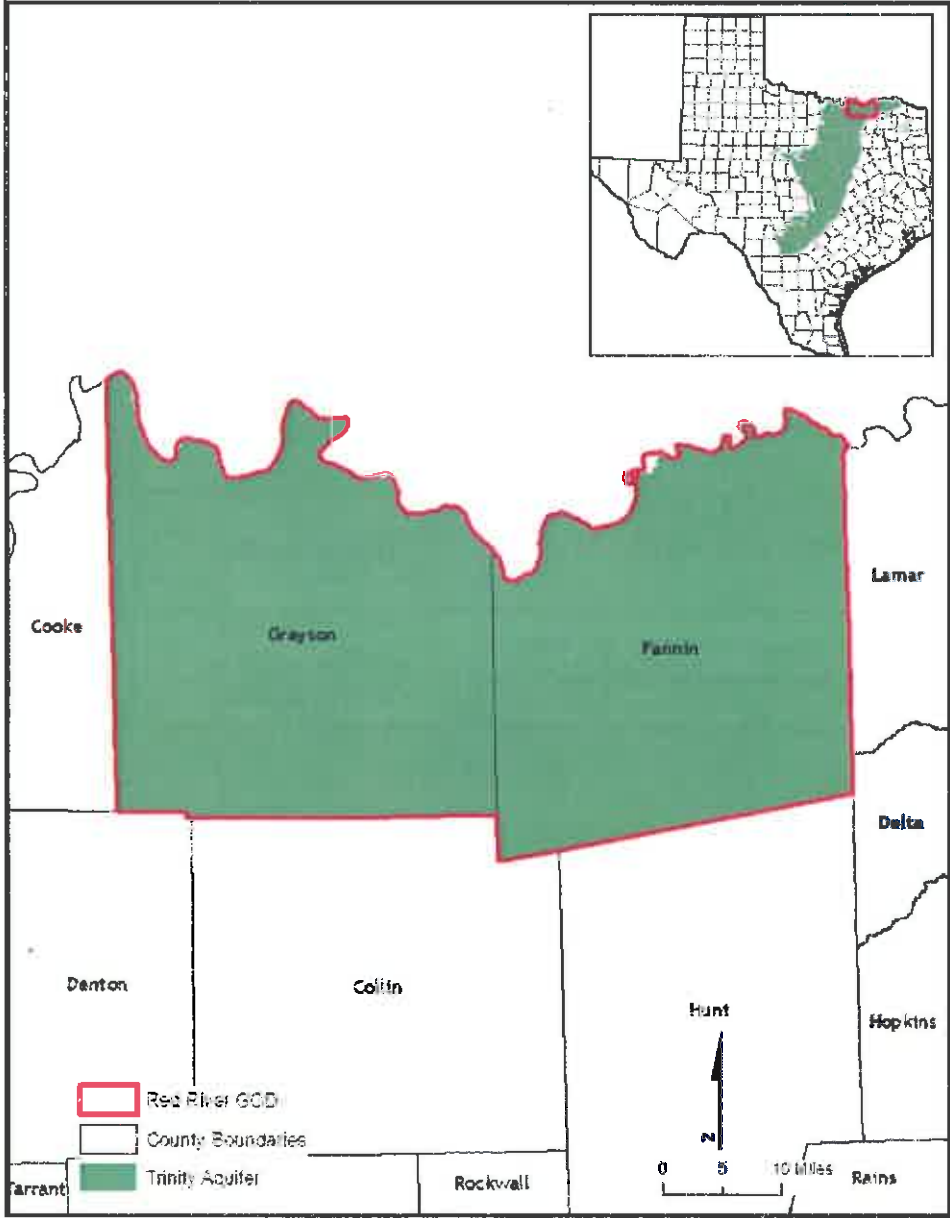 Lamar
Cooke
Grayson
Fannin
Delta
Denton
Collin
Hunt
Hopkins
Red River GCD
County Boundaries
Trinity Aquifer
Z
0 5 10 Miles
Tarrant
Rockwall
Rains